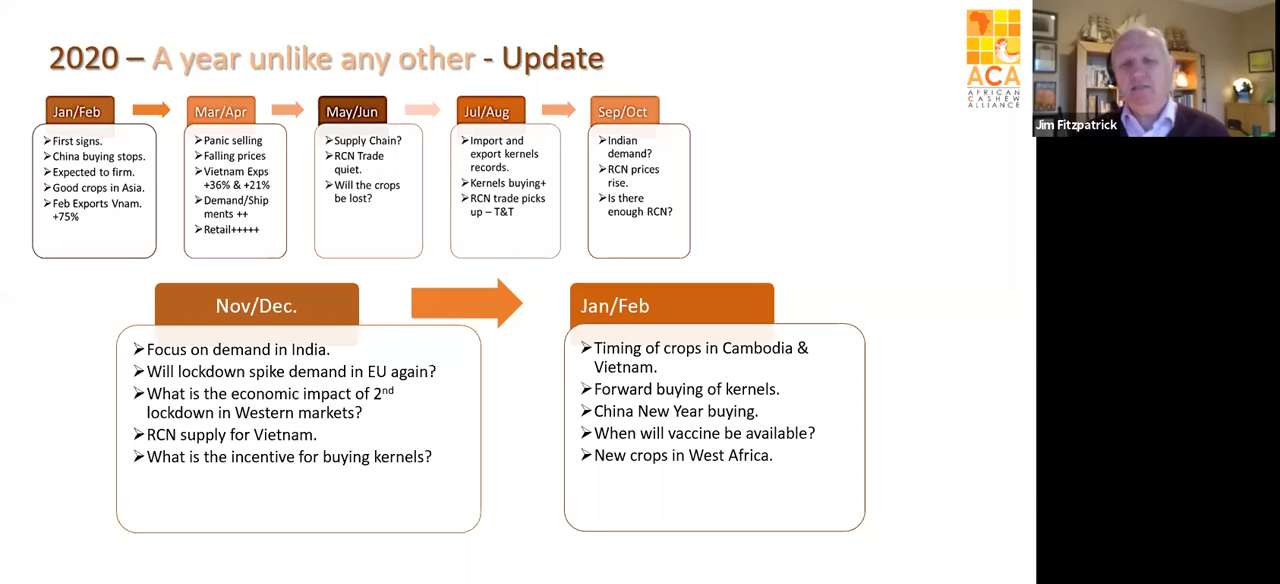 2020 – A year unlike any other - Update
Jan/Feb
➢First signs.
➢China buying stops.
➢Expected to firm.
➢Good crops in Asia.
➢Feb Exports Vnam.
+75%
Mar/Apr
➢Panic selling
➢Falling prices
➢Vietnam Exps
+36% & +21%
➢Demand/Ship
ments ++
➢Retail+++++
May/Jun
➢Supply Chain?
➢RCN Trade
quiet.
➢Will the crops
be lost?
Jul/Aug
➢Import and
export kernels
records.
➢Kernels buying+
➢RCN trade picks
up – T&T
Sep/Oct
➢Indian
demand?
➢RCN prices
rise.
➢Is there
enough RCN?
Nov/Dec.
➢Focus on demand in India.
➢Will lockdown spike demand in EU again?
➢What is the economic impact of 2nd
lockdown in Western markets?
➢RCN supply for Vietnam.
➢What is the incentive for buying kernels?
Jan/Feb
➢Timing of crops in Cambodia &
Vietnam.
➢Forward buying of kernels.
➢China New Year buying.
➢When will vaccine be available?
➢New crops in West Africa.
ACA
AFRICAN
CASHEW
ALLIANCE
Jim Fitzpatrick